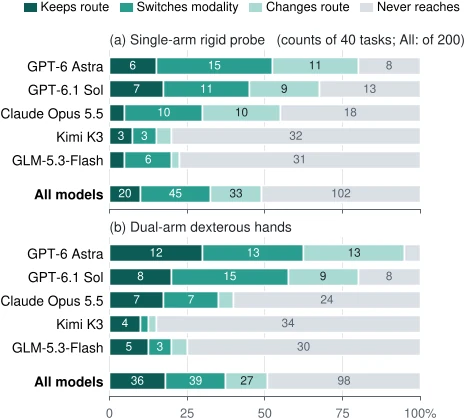 Keeps route Switches modality Changes route Never reaches
(a) Single-arm rigid probe (counts of 40 tasks; All: of 200)
GPT-6 Astra 6 15 11 8
GPT-6.1 Sol 7 11 9 13
Claude Opus 5.5 10 10 18
Kimi K3 3 3 32
GLM-5.3-Flash 6 31
All models 20 45 33 102
(b) Dual-arm dexterous hands
GPT-6 Astra 12 13 13
GPT-6.1 Sol 8 15 9 8
Claude Opus 5.5 7 7 24
Kimi K3 4 34
GLM-5.3-Flash 5 3 30
All models 36 39 27 98
0 25 50 75 100%